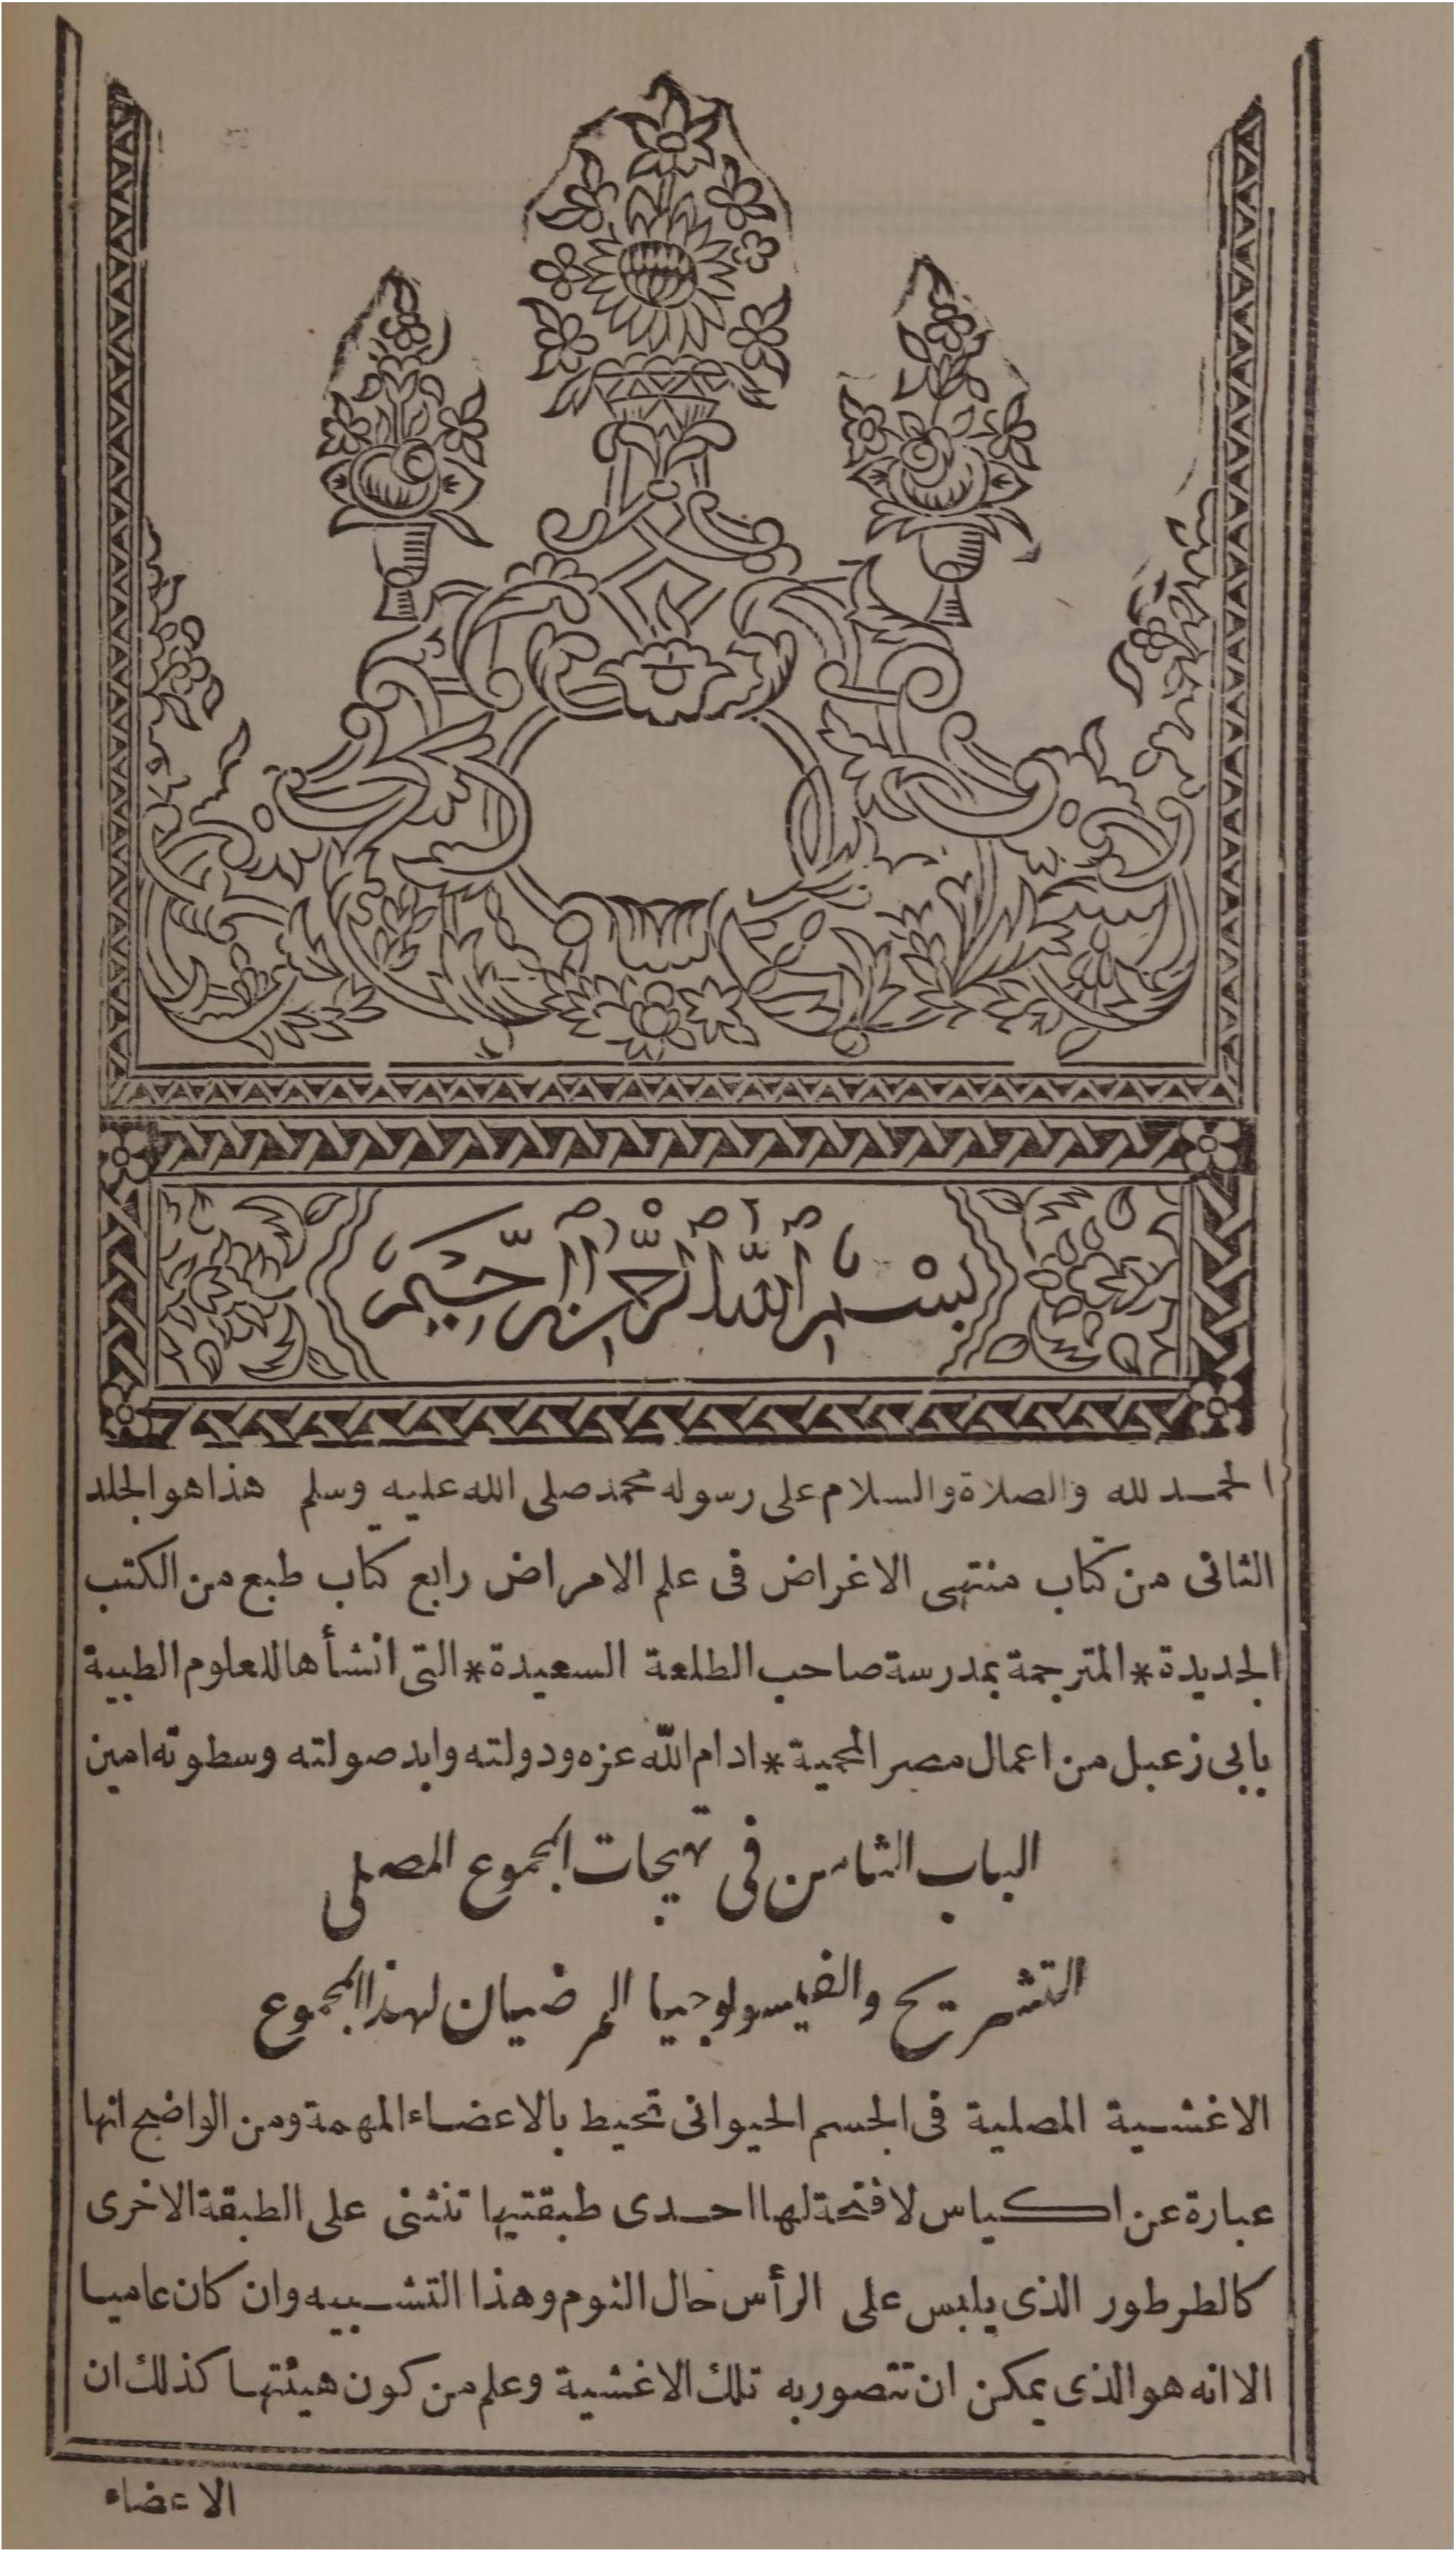 بسم الله الرحمن الرحيم
الحمد لله والصلاة والسلام على رسوله محمد صلى الله عليه وسلم هذا هو الجلد
الثانى من كتاب منتهى الاغراض فى علم الامراض رابع كتاب طبع من الكتب
الجديدة * المترجمة بمدرسة صاحب الطلعة السعيدة * التى انشأها للعلوم الطبية
بابى زعبل من اعمال مصر المحمية * ادام الله عزه ودولته وابد صولته وسطوته امين
الباب الثامن فى تهيجات المجموع المصلى
التشريح والفيسولوجيا المرضيان لهذا المجموع
الاغشية المصلية فى الجسم الحيوانى تحيط بالاعضاء المهمة ومن الواضح انها
عبارة عن اكياس لا فتحة لها احدى طبقتيها تنثنى على الطبقة الاخرى
كالطرطور الذى يلبس على الرأس حال النوم وهذا التشبيه وان كان عاميا
الا انه هو الذى يمكن ان تتصور به تلك الاغشية وعلم من كون هيئتها كذلك ان
الاعضاء